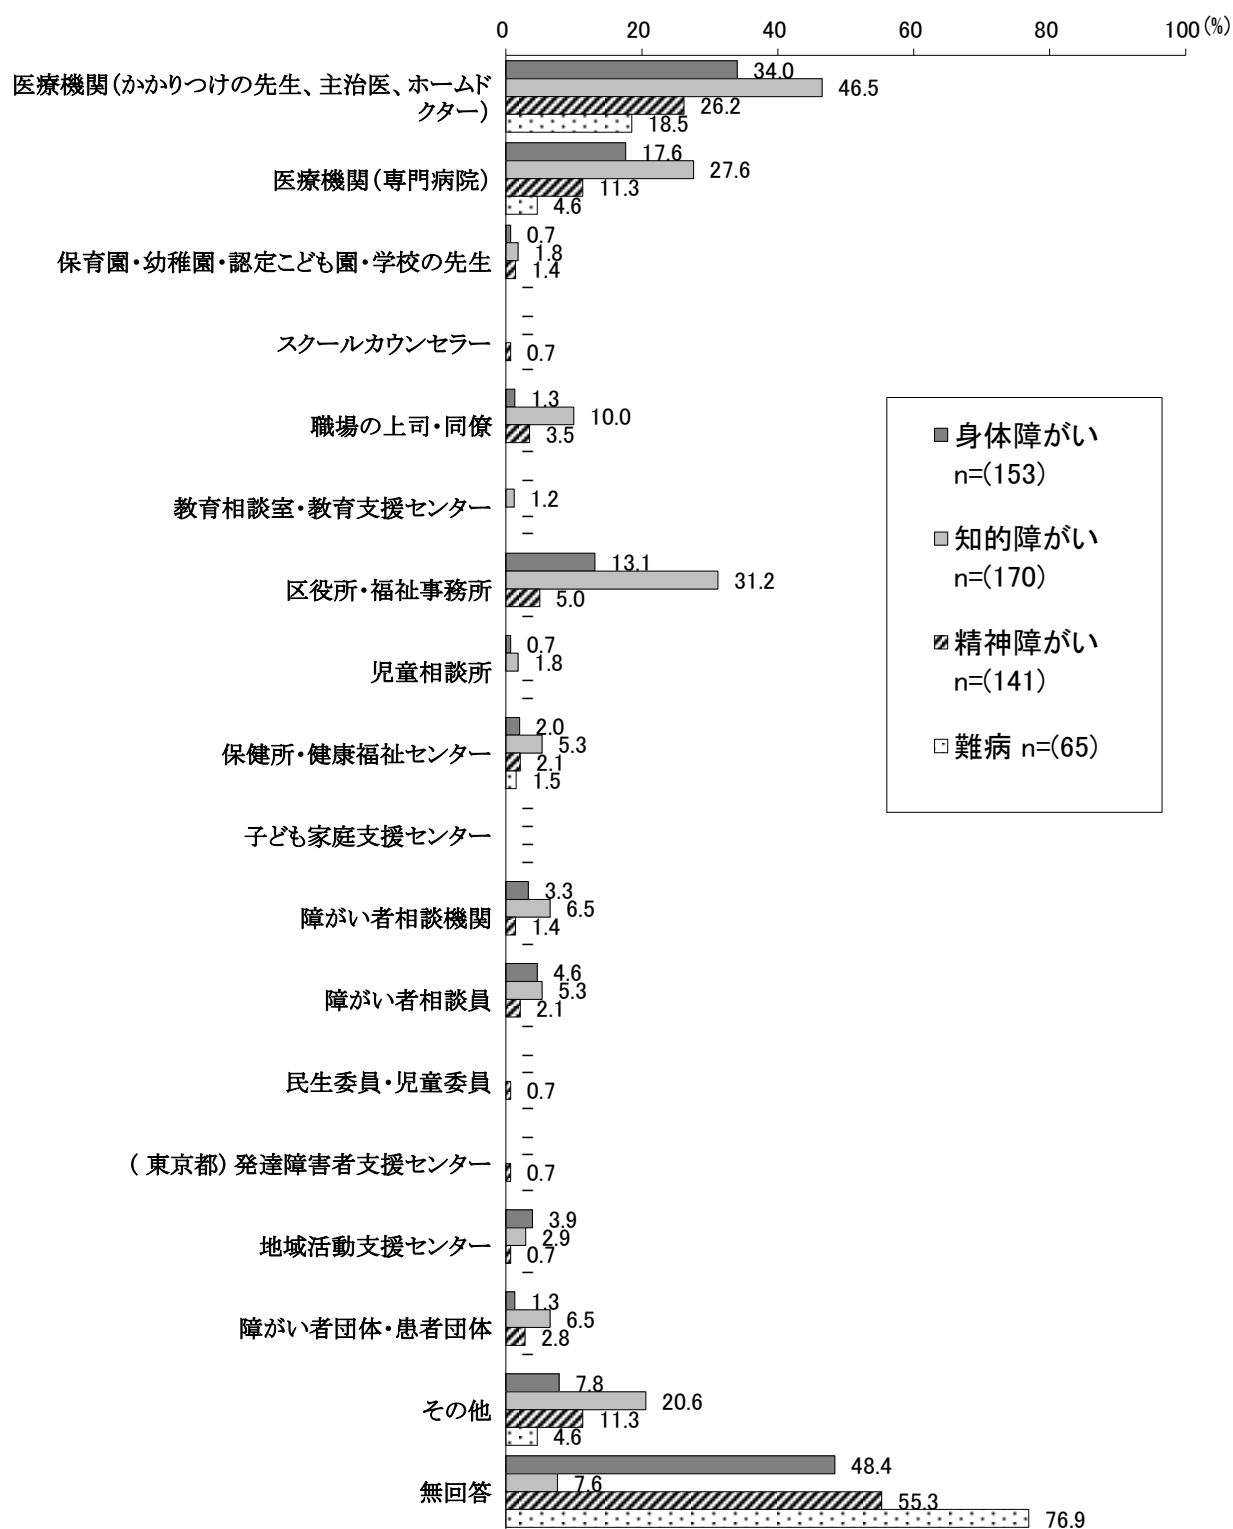 0 20 40 60 80 100 (%)
医療機関(かかりつけの先生、主治医、ホームド
クター)
34.0
46.5
26.2
18.5
医療機関(専門病院)
17.6
27.6
11.3
4.6
保育園・幼稚園・認定こども園・学校の先生
0.7
1.8
1.4
–
スクールカウンセラー
–
–
0.7
–
職場の上司・同僚
1.3
10.0
3.5
–
教育相談室・教育支援センター
–
1.2
–
–
区役所・福祉事務所
13.1
31.2
5.0
–
児童相談所
0.7
1.8
–
–
保健所・健康福祉センター
2.0
5.3
2.1
1.5
子ども家庭支援センター
–
–
–
–
障がい者相談機関
3.3
6.5
1.4
–
障がい者相談員
4.6
5.3
2.1
–
民生委員・児童委員
–
–
0.7
–
(東京都)発達障害者支援センター
–
–
0.7
–
地域活動支援センター
3.9
2.9
0.7
–
障がい者団体・患者団体
1.3
6.5
2.8
–
その他
7.8
20.6
11.3
4.6
無回答
48.4
7.6
55.3
76.9
身体障がい
n=(153)
知的障がい
n=(170)
精神障がい
n=(141)
難病 n=(65)